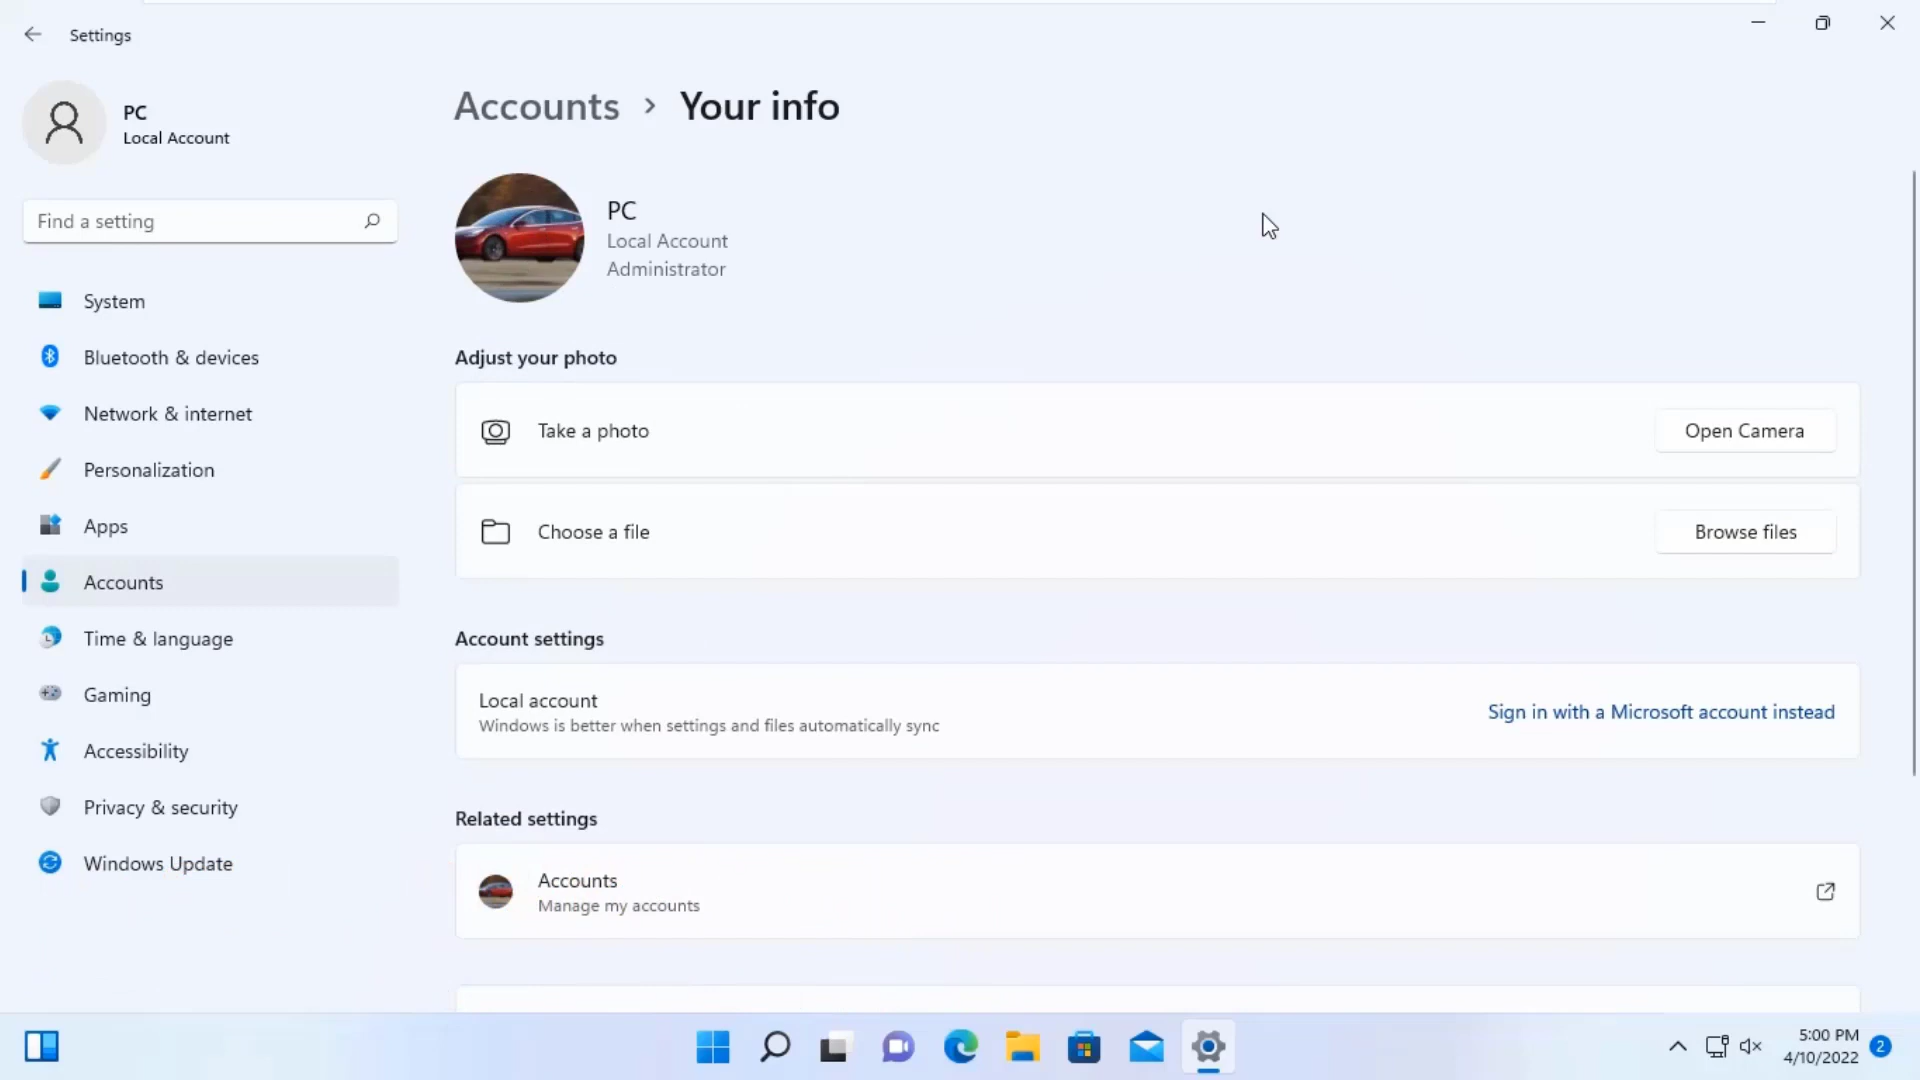 Settings
PC
Local Account
Find a setting
System
Bluetooth & devices
Network & internet
Personalization
Apps
Accounts
Time & language
Gaming
Accessibility
Privacy & security
Windows Update
Accounts › Your info
PC
Local Account
Administrator
Adjust your photo
Take a photo
Open Camera
Choose a file
Browse files
Account settings
Local account
Windows is better when settings and files automatically sync
Sign in with a Microsoft account instead
Related settings
Accounts
Manage my accounts
5:00 PM
4/10/2022
2